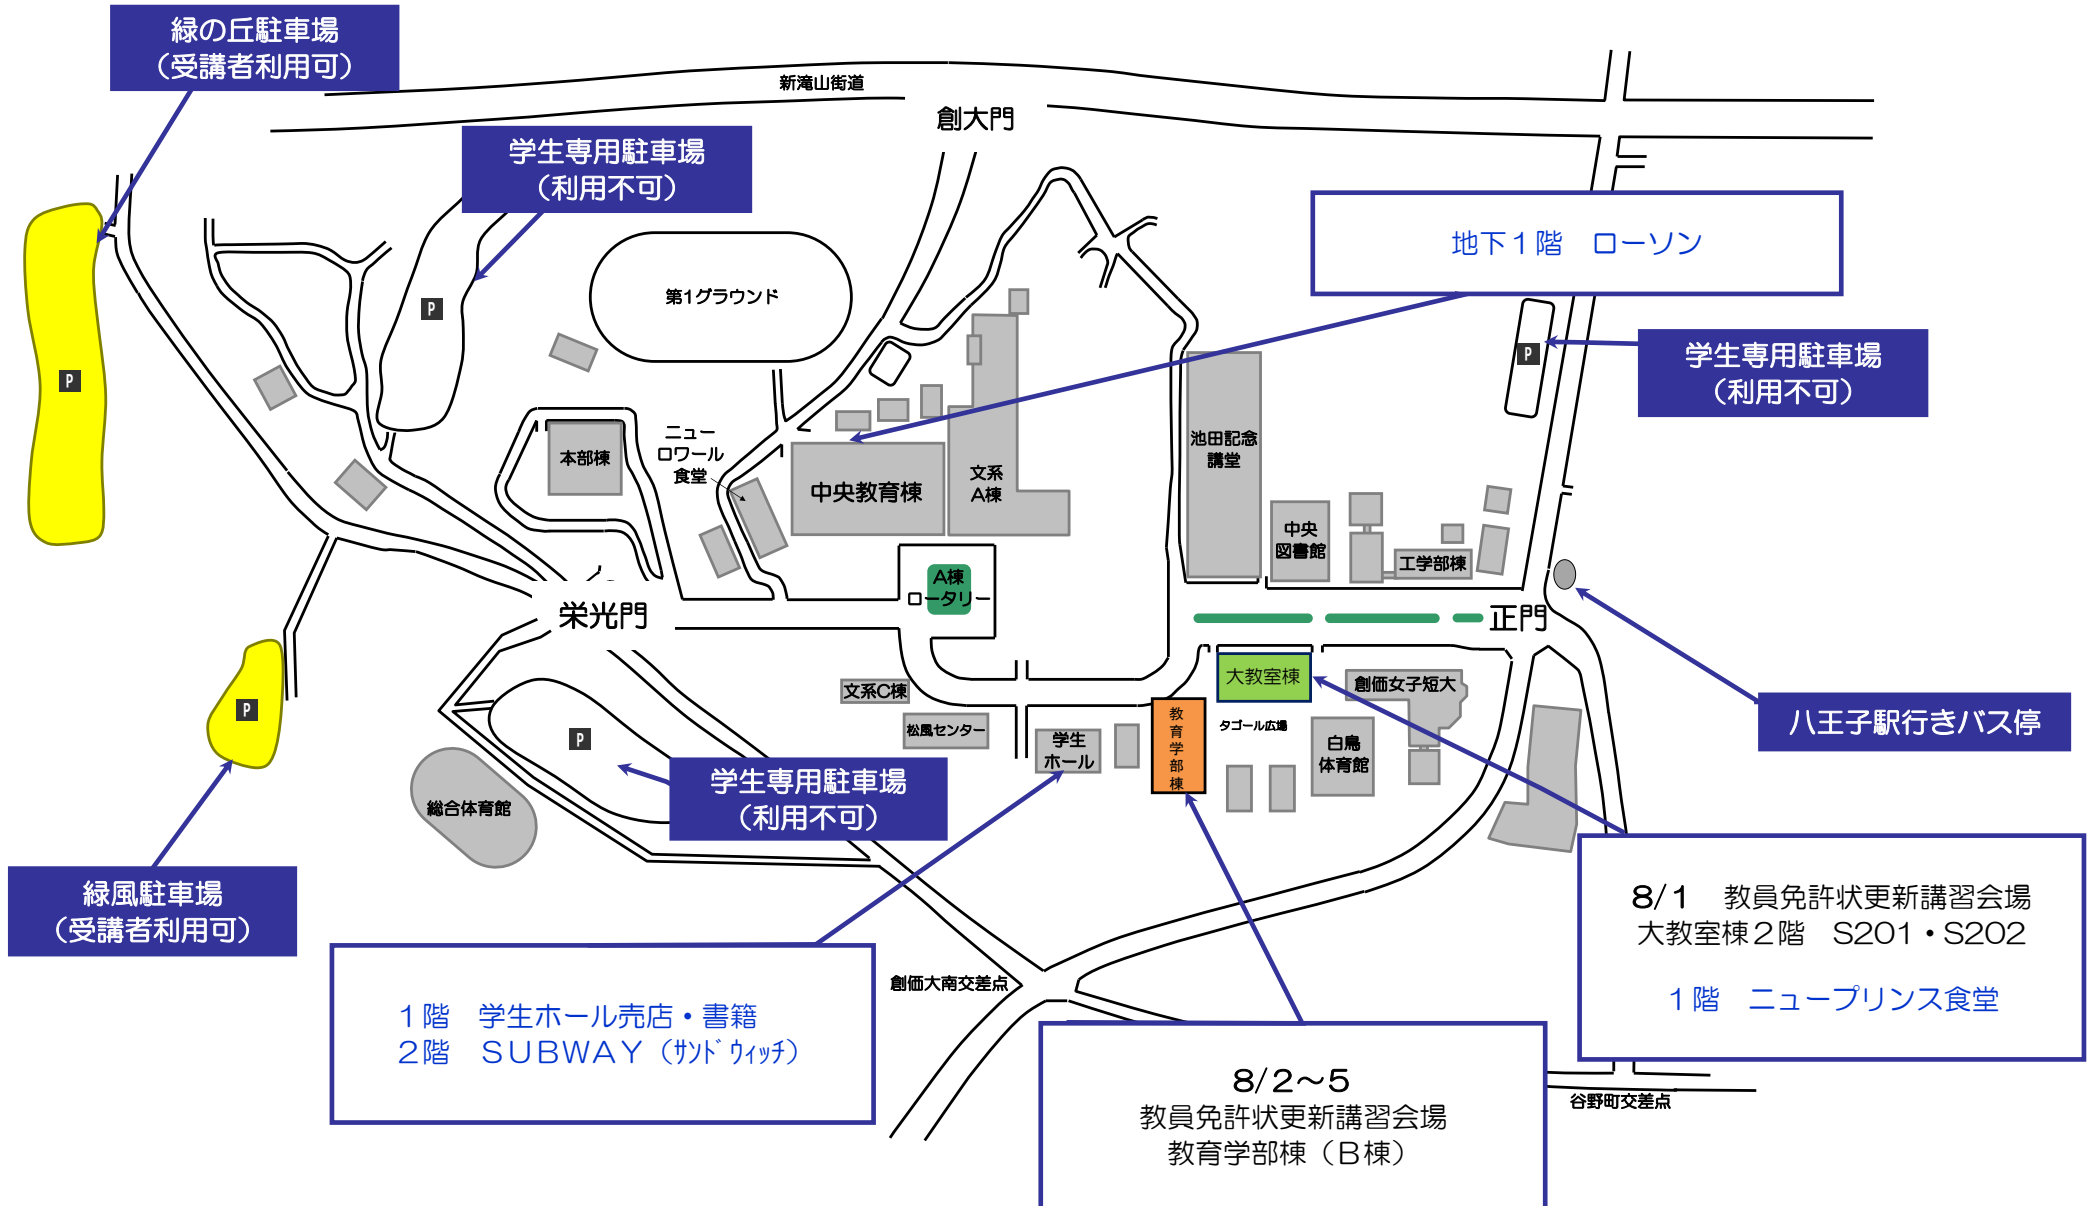 緑の丘駐車場
（受講者利用可）
新滝山街道
創大門
学生専用駐車場
（利用不可）
P
地下１階　ローソン
第1グラウンド
P
学生専用駐車場
（利用不可）
P
P
ニュー
ロワール
食堂
本部棟
中央教育棟
文系
A棟
池田記念
講堂
中央
図書館
工学部棟
A棟
ロータリー
栄光門
正門
大教室棟
創価女子短大
文系C棟
松風センター
学生
ホール
教
育
学
部
棟
タゴール広場
白鳥
体育館
八王子駅行きバス停
P
P
学生専用駐車場
（利用不可）
総合体育館
緑風駐車場
（受講者利用可）
8/1　教員免許状更新講習会場
大教室棟２階　S201・S202
１階　ニュープリンス食堂
創価大南交差点
１階　学生ホール売店・書籍
２階　ＳＵＢＷＡＹ（ｻﾝﾄﾞｳｨｯﾁ）
8/2～5
教員免許状更新講習会場
教育学部棟（Ｂ棟）
谷野町交差点